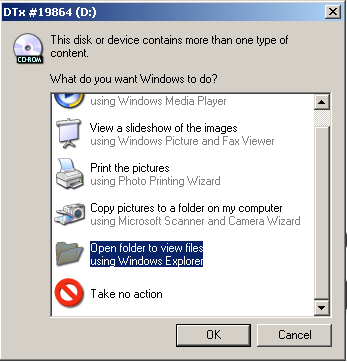 DTx #19864 (D:)
This disk or device contains more than one type of
content.
CD-ROM
What do you want Windows to do?
using Windows Media Player
View a slideshow of the images
using Windows Picture and Fax Viewer
Print the pictures
using Photo Printing Wizard
Copy pictures to a folder on my computer
using Microsoft Scanner and Camera Wizard
Open folder to view files
using Windows Explorer
Take no action
OK
Cancel